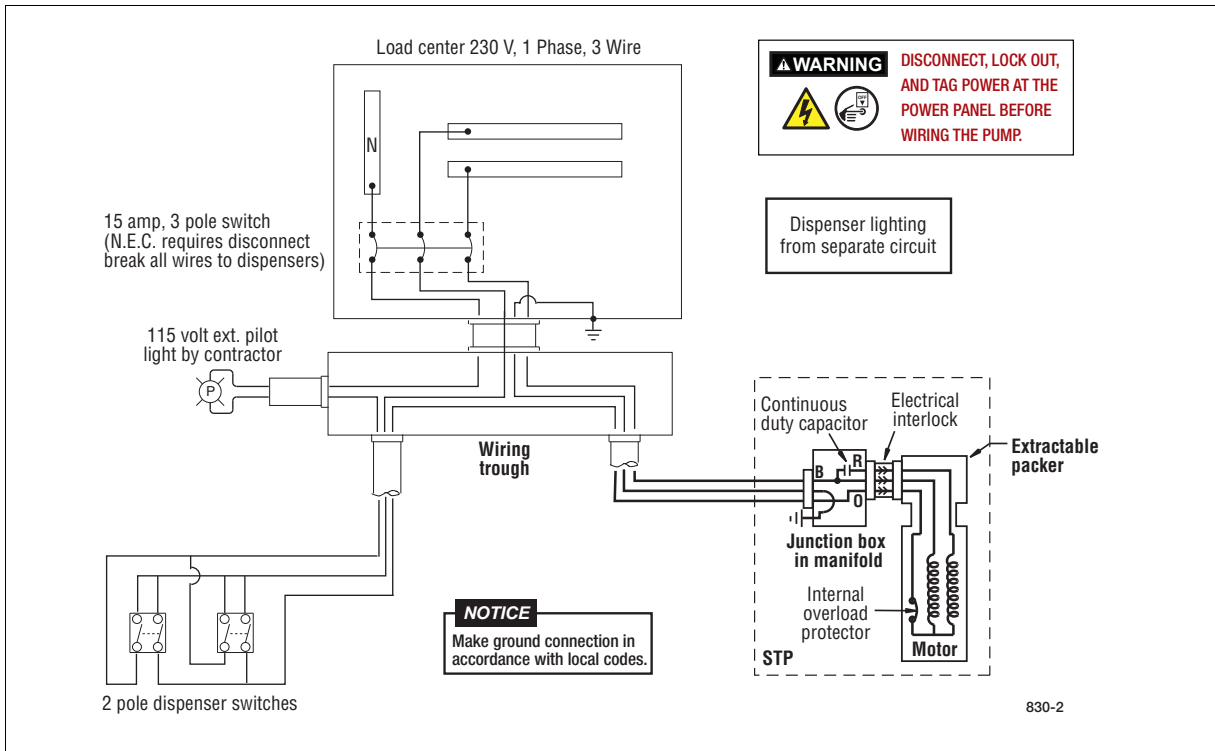 Load center 230 V, 1 Phase, 3 Wire
WARNING
OFF
DISCONNECT, LOCK OUT,
AND TAG POWER AT THE
POWER PANEL BEFORE
WIRING THE PUMP.
N
15 amp, 3 pole switch
(N.E.C. requires disconnect
break all wires to dispensers)
Dispenser lighting
from separate circuit
115 volt ext. pilot
light by contractor
P
Wiring
trough
Continuous
duty capacitor
Electrical
interlock
Extractable
packer
B
R
O
Junction box
in manifold
Internal
overload
protector
Motor
STP
NOTICE
Make ground connection in
accordance with local codes.
2 pole dispenser switches
830-2